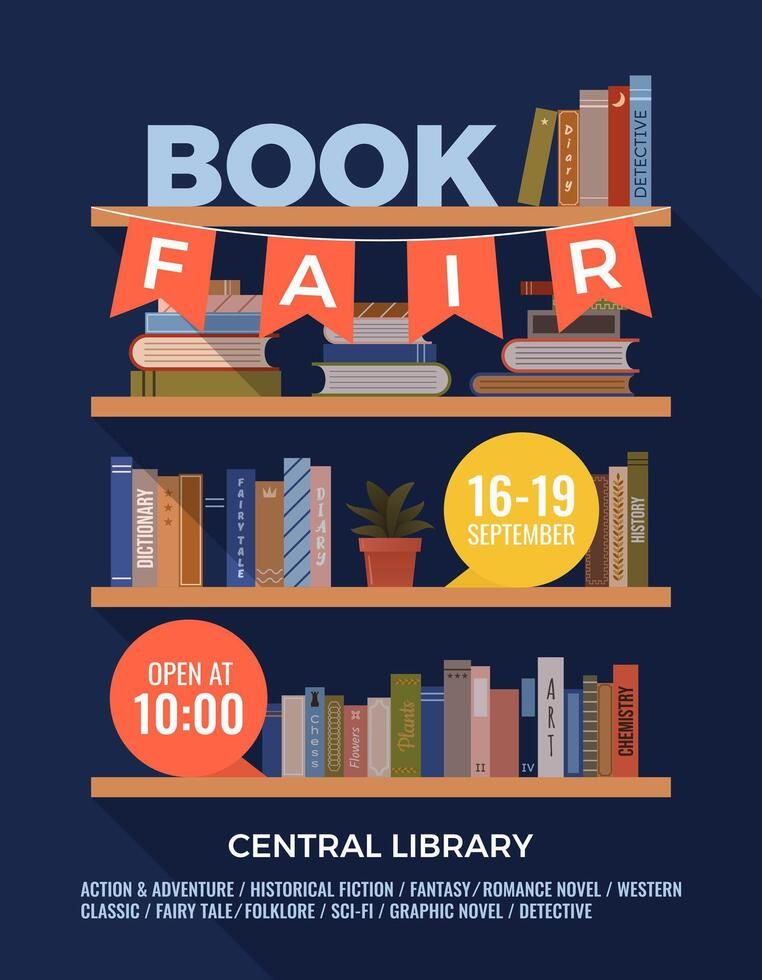 BOOK
Diary
DETECTIVE
FAIR
DICTIONARY
FAIRY TALE
DIARY
16-19
SEPTEMBER
HISTORY
OPEN AT
10:00
Chess
Flowers
Plants
II
IV
ART
CHEMISTRY
CENTRAL LIBRARY
ACTION & ADVENTURE / HISTORICAL FICTION / FANTASY / ROMANCE NOVEL / WESTERN
CLASSIC / FAIRY TALE / FOLKLORE / SCI-FI / GRAPHIC NOVEL / DETECTIVE